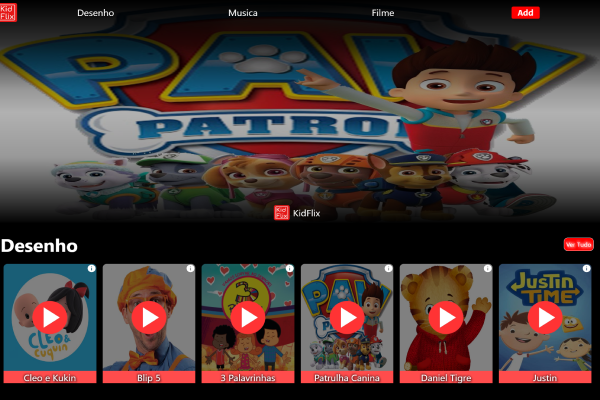 Kid
Flix
Desenho
Musica
Filme
Add
PAW
PATROL
Kid
Flix
KidFlix
Desenho
Ver Tudo
CLEO &
CUQUIN
3
PAW
JUSTIN
TIME
Cleo e Kukin
Blip 5
3 Palavrinhas
Patrulha Canina
Daniel Tigre
Justin